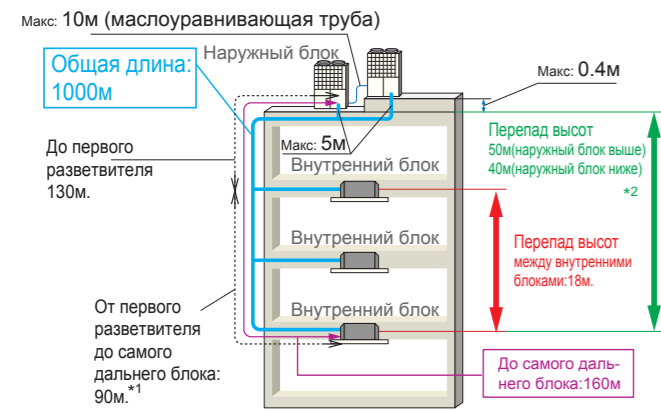 Макс: 10м (маслоуравнивающая труба)
Общая длина:
1000м
Наружный блок
Макс: 0.4м
До первого
разветвителя
130м.
Макс: 5м
Внутренний блок
Перепад высот
50м(наружный блок выше)
40м(наружный блок ниже)
*2
Внутренний блок
Перепад высот
между внутренними
блоками:18м.
Внутренний блок
От первого
разветвителя
до самого
дальнего блока:
90м.*1
До самого даль-
него блока:160м